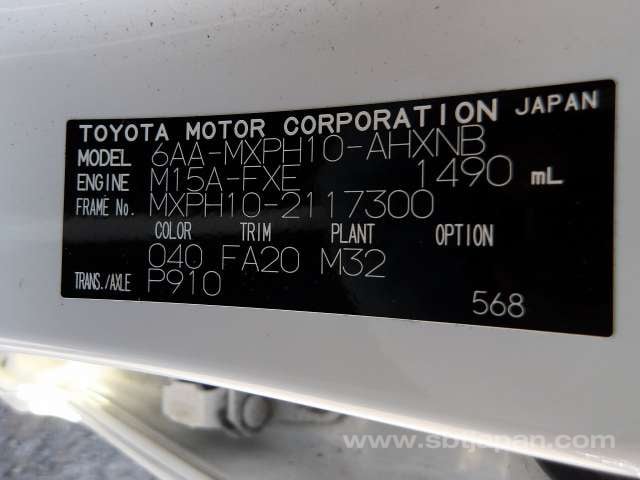 TOYOTA MOTOR CORPORATION JAPAN
MODEL 6AA-MXPH10-AHXNB
ENGINE M15A-FXE 1490 mL
FRAME No. MXPH10-2117300
COLOR TRIM PLANT OPTION
040 FA20 M32
TRANS./AXLE P910
568
www.sbtjapan.com